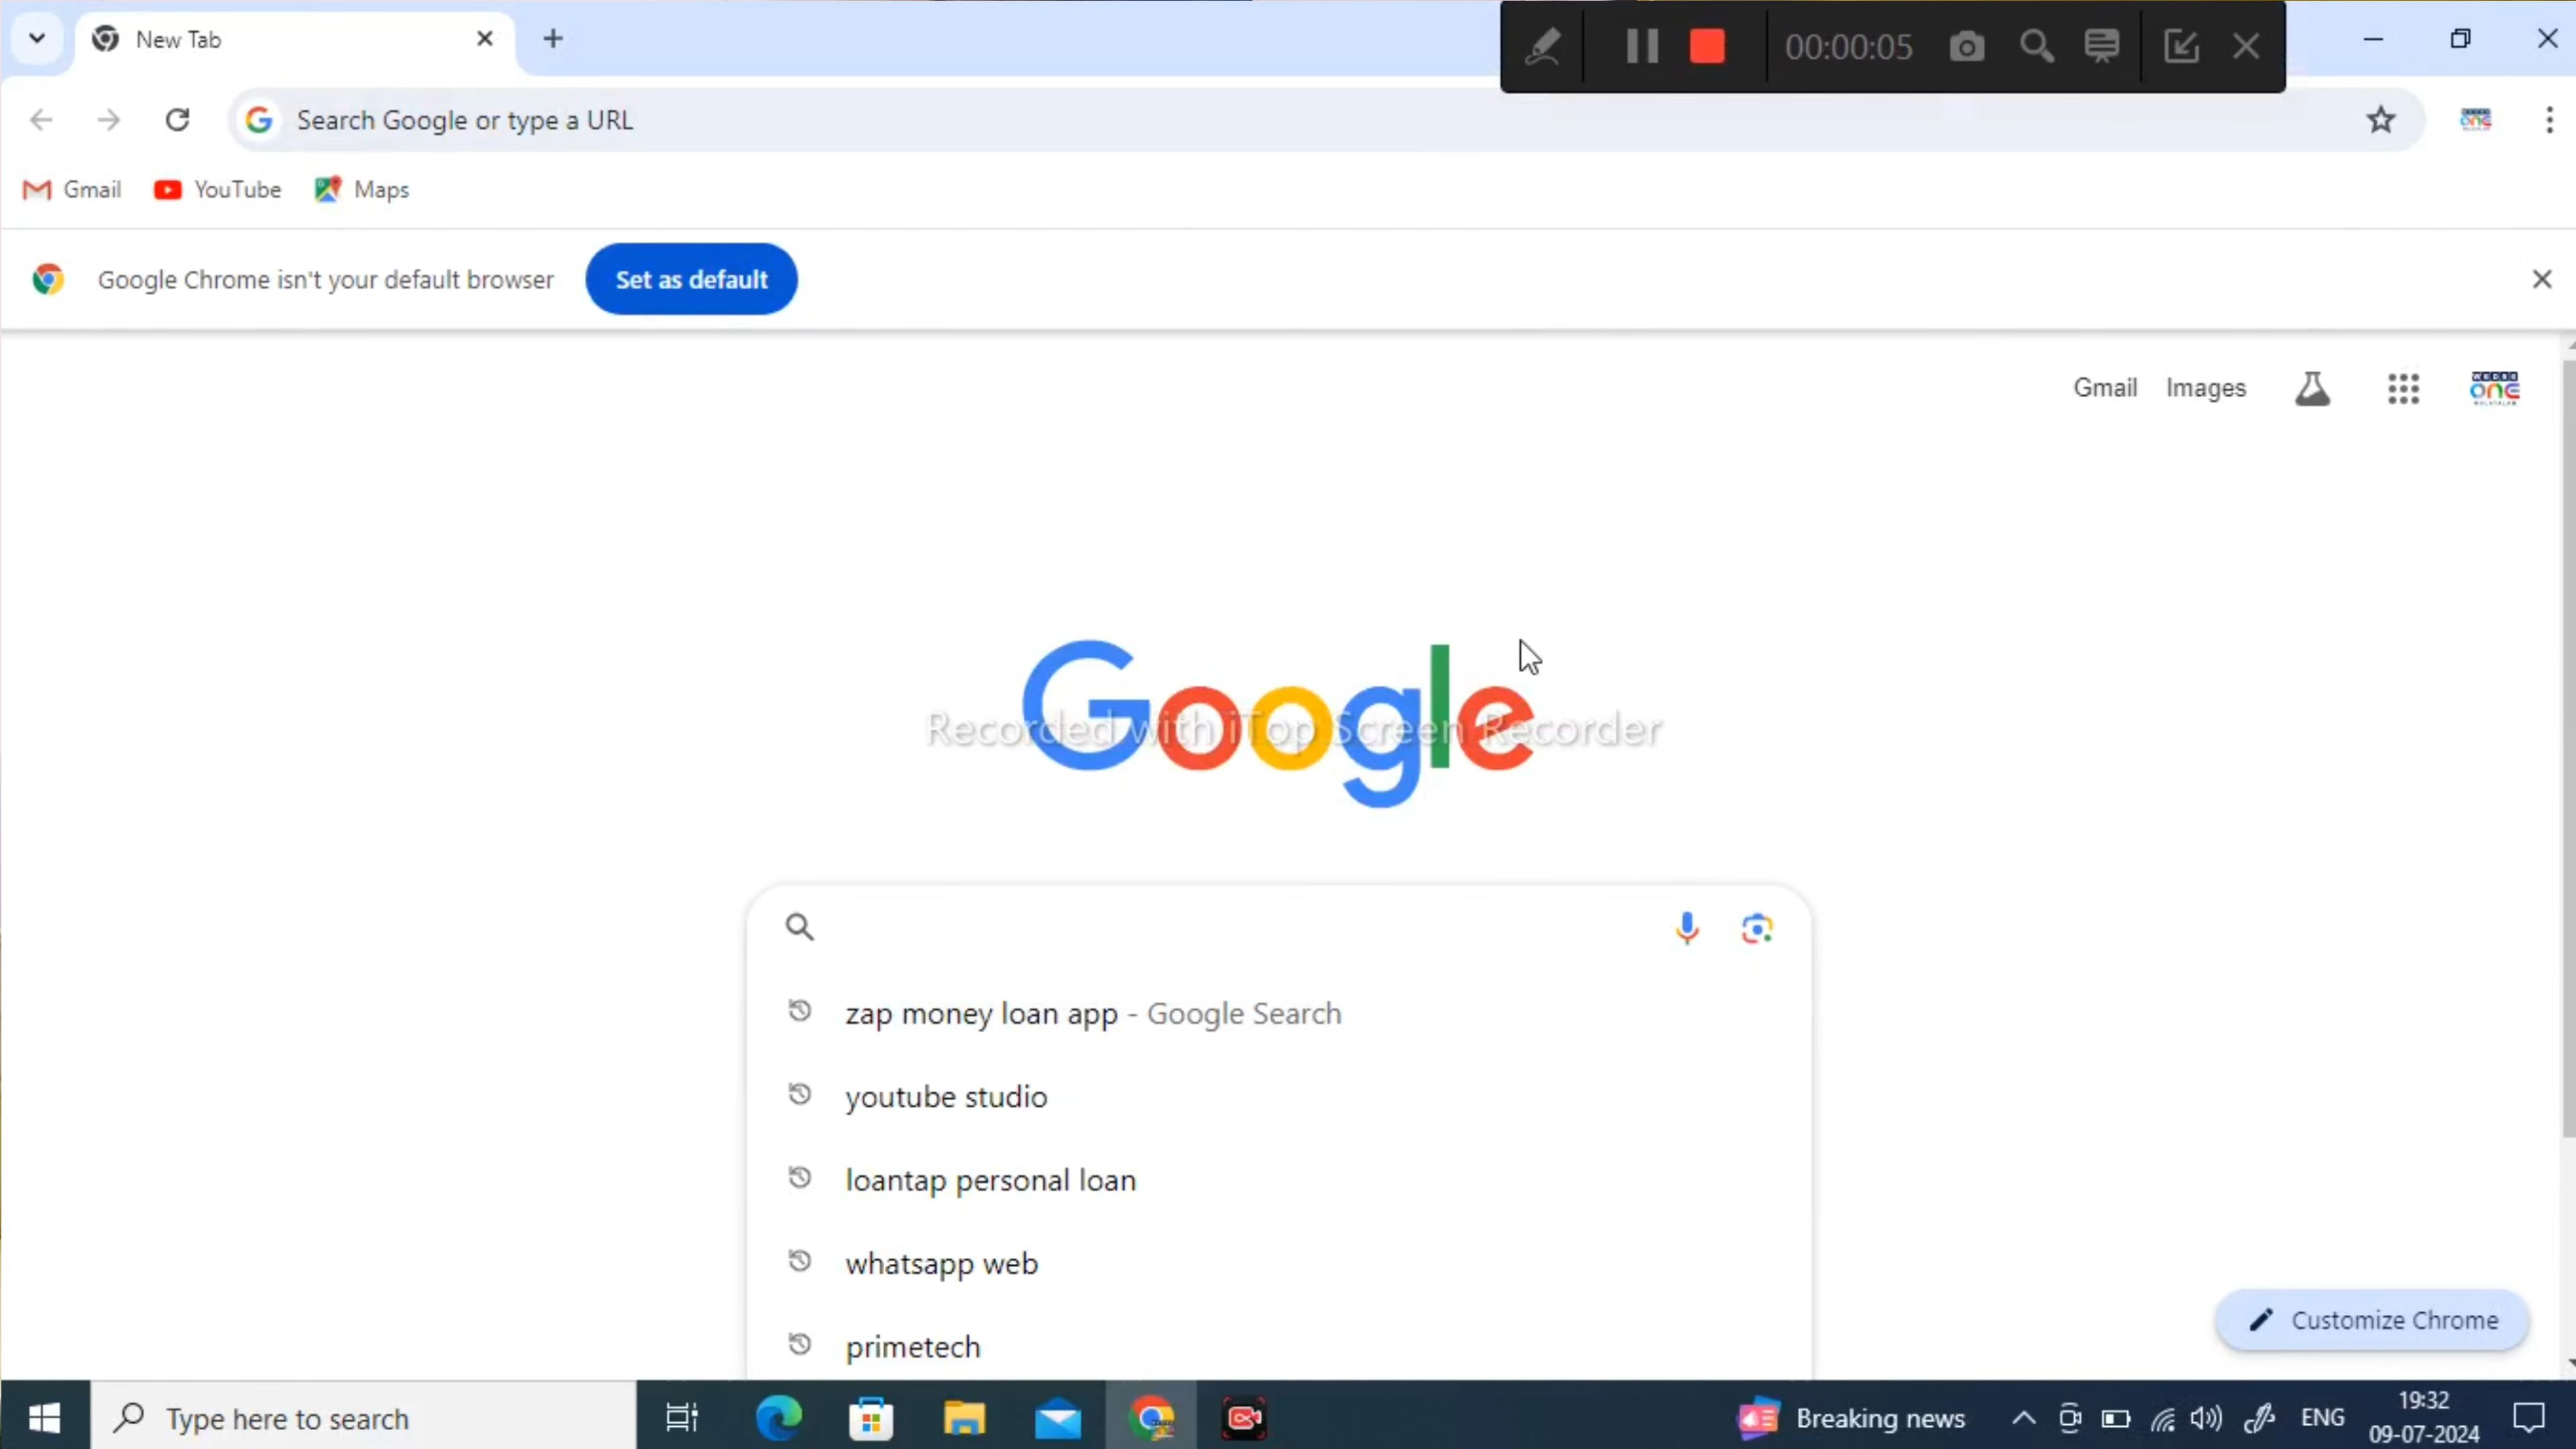 New Tab
00:00:05
Search Google or type a URL
Gmail
YouTube
Maps
Google Chrome isn't your default browser
Set as default
Gmail
Images
one
Google
Recorded with iTop Screen Recorder
zap money loan app - Google Search
youtube studio
loantap personal loan
whatsapp web
primetech
Customize Chrome
Type here to search
Breaking news
ENG
19:32
09-07-2024